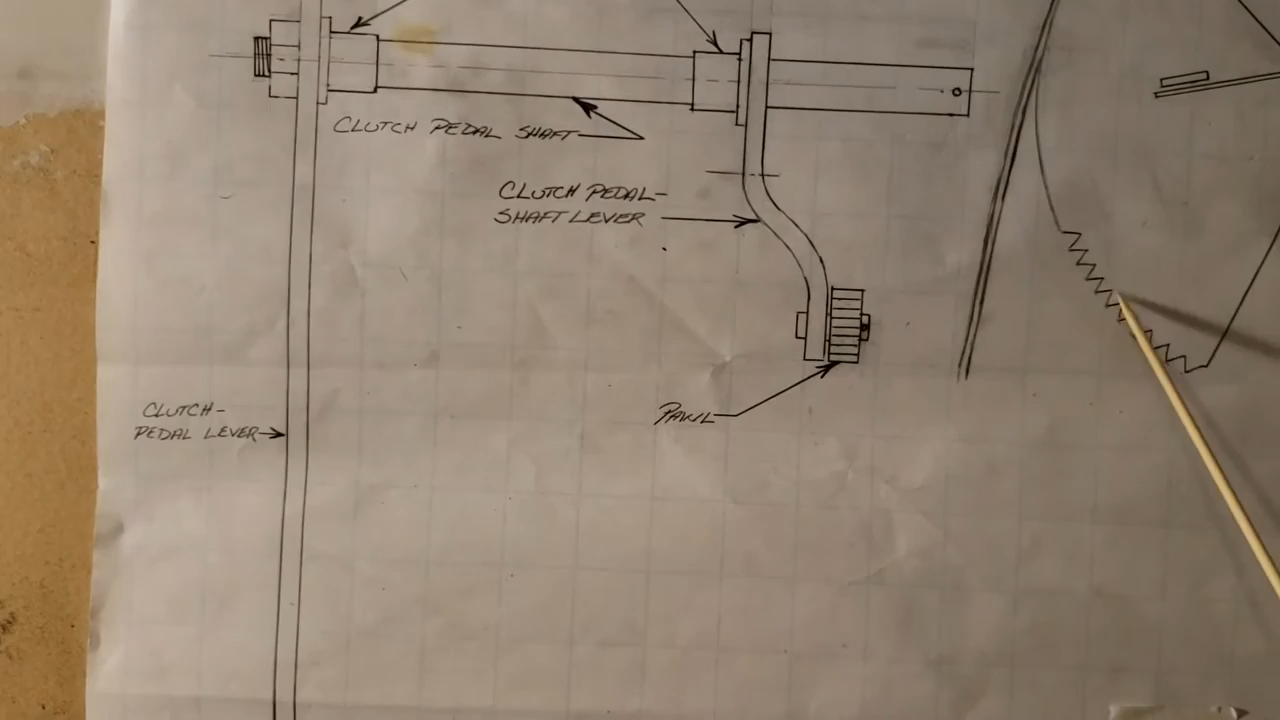 CLUTCH PEDAL SHAFT
CLUTCH PEDAL-
SHAFT LEVER
PAWL
CLUTCH-
PEDAL LEVER